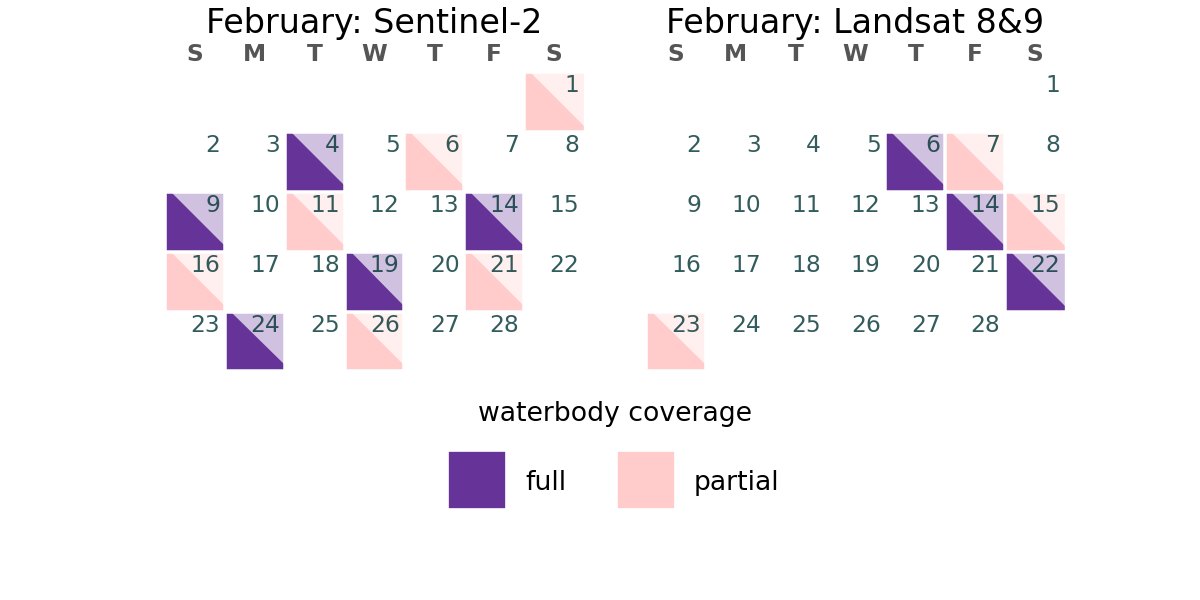 February: Sentinel-2
S M T W T F S
1
2 3 4 5 6 7 8
9 10 11 12 13 14 15
16 17 18 19 20 21 22
23 24 25 26 27 28
February: Landsat 8&9
S M T W T F S
1
2 3 4 5 6 7 8
9 10 11 12 13 14 15
16 17 18 19 20 21 22
23 24 25 26 27 28
waterbody coverage
full partial